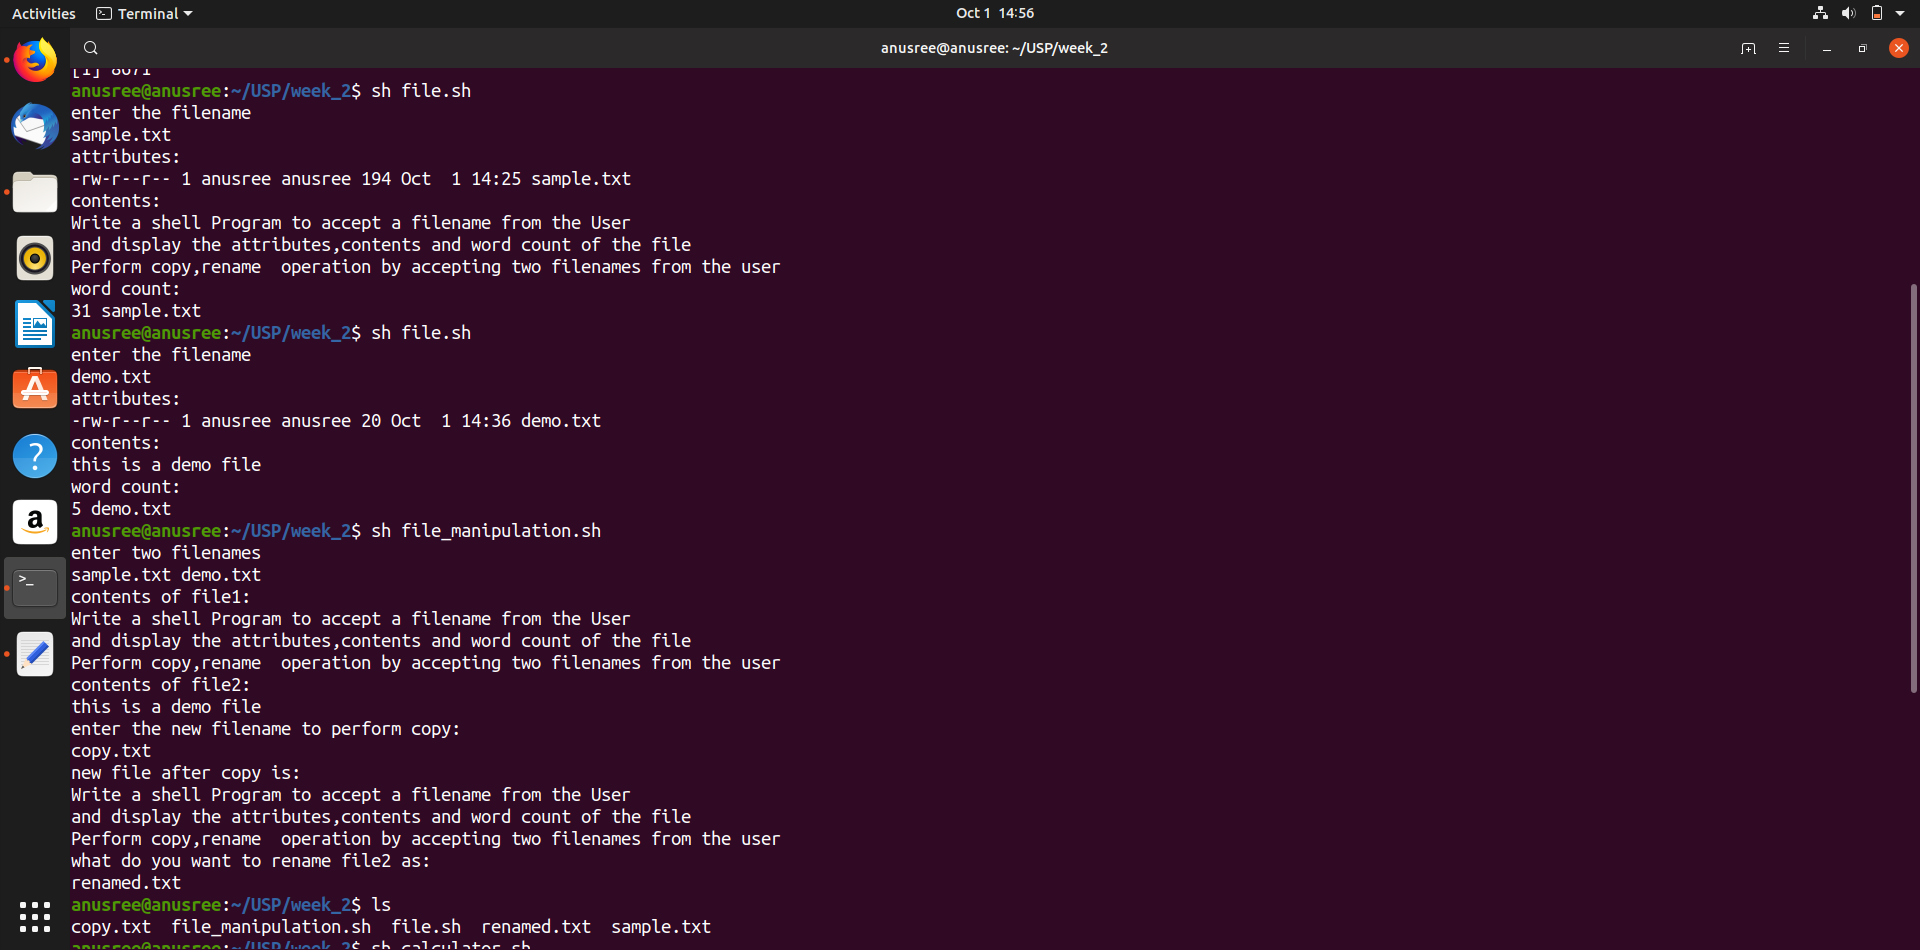 Activities
Terminal
Oct 1 14:56
anusree@anusree: ~/USP/week_2
[1] 8671
anusree@anusree:~/USP/week_2$ sh file.sh
enter the filename
sample.txt
attributes:
-rw-r--r-- 1 anusree anusree 194 Oct  1 14:25 sample.txt
contents:
Write a shell Program to accept a filename from the User
and display the attributes,contents and word count of the file
Perform copy,rename  operation by accepting two filenames from the user
word count:
31 sample.txt
anusree@anusree:~/USP/week_2$ sh file.sh
enter the filename
demo.txt
attributes:
-rw-r--r-- 1 anusree anusree 20 Oct  1 14:36 demo.txt
contents:
this is a demo file
word count:
5 demo.txt
anusree@anusree:~/USP/week_2$ sh file_manipulation.sh
enter two filenames
sample.txt demo.txt
contents of file1:
Write a shell Program to accept a filename from the User
and display the attributes,contents and word count of the file
Perform copy,rename  operation by accepting two filenames from the user
contents of file2:
this is a demo file
enter the new filename to perform copy:
copy.txt
new file after copy is:
Write a shell Program to accept a filename from the User
and display the attributes,contents and word count of the file
Perform copy,rename  operation by accepting two filenames from the user
what do you want to rename file2 as:
renamed.txt
anusree@anusree:~/USP/week_2$ ls
copy.txt  file_manipulation.sh  file.sh  renamed.txt  sample.txt
anusree@anusree:~/USP/week_2$ sh calculator.sh